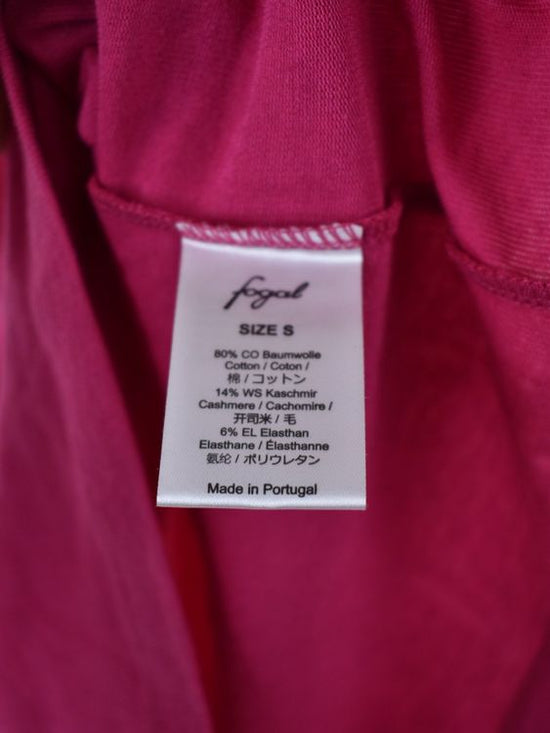 fogal
SIZE S
80% CO Baumwolle
Cotton / Coton /
棉 / コットン
14% WS Kaschmir
Cashmere / Cachomire /
开司米 / 毛
6% EL Elasthan
Elasthane / Élasthanne
氨纶 / ポリウレタン
Made in Portugal